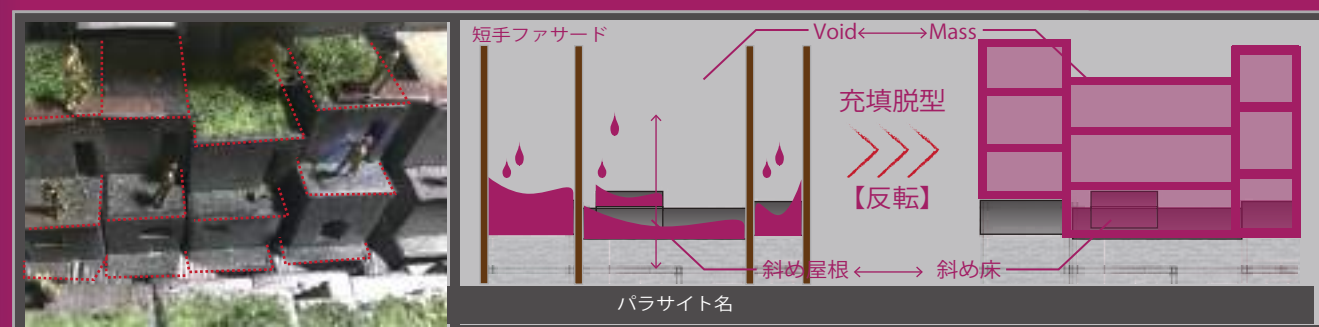 短手ファサード
Void
Mass
充填脱型
【反転】
斜め屋根
斜め床
パラサイト名